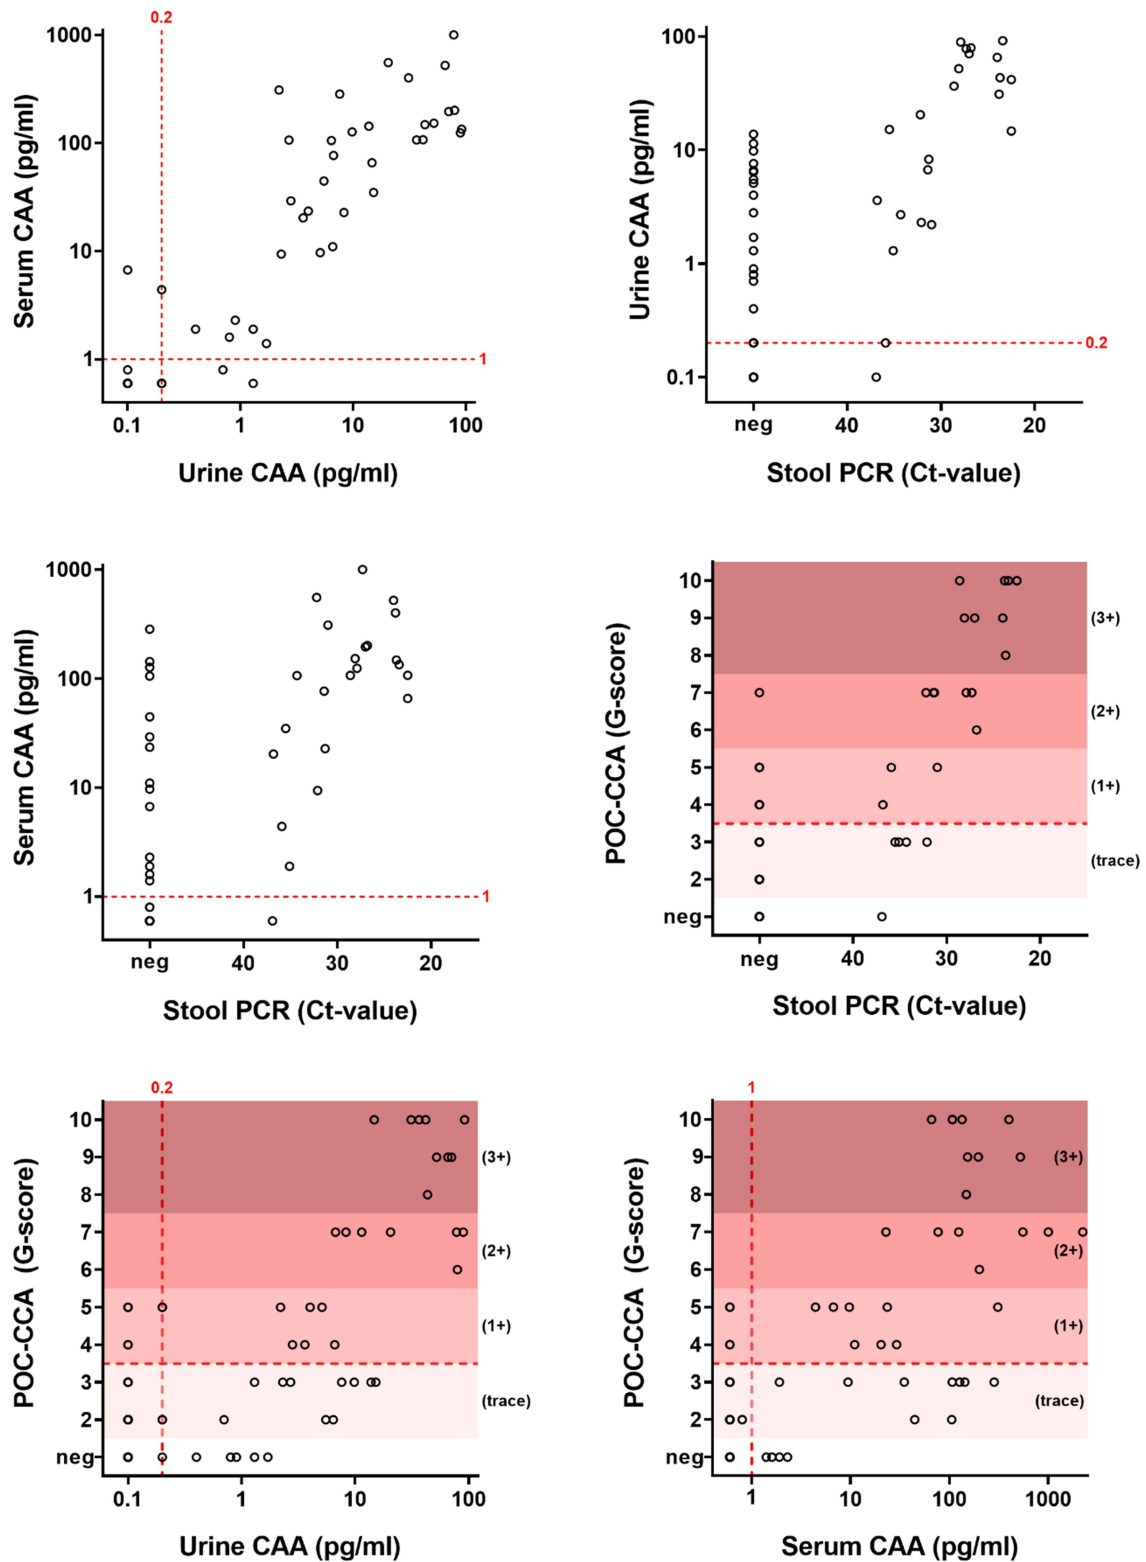 0.2
1000
100
10
1
Serum CAA (pg/ml)
1
0.1 1 10 100
Urine CAA (pg/ml)
100
10
1
0.1
Urine CAA (pg/ml)
0.2
neg 40 30 20
Stool PCR (Ct-value)
1000
100
10
1
Serum CAA (pg/ml)
1
neg 40 30 20
Stool PCR (Ct-value)
10
9
8
7
6
5
4
3
2
neg
POC-CCA (G-score)
(3+)
(2+)
(1+)
(trace)
neg 40 30 20
Stool PCR (Ct-value)
0.2
10
9
8
7
6
5
4
3
2
neg
POC-CCA (G-score)
(3+)
(2+)
(1+)
(trace)
0.1 1 10 100
Urine CAA (pg/ml)
1
10
9
8
7
6
5
4
3
2
neg
POC-CCA (G-score)
(3+)
(2+)
(1+)
(trace)
1 10 100 1000
Serum CAA (pg/ml)